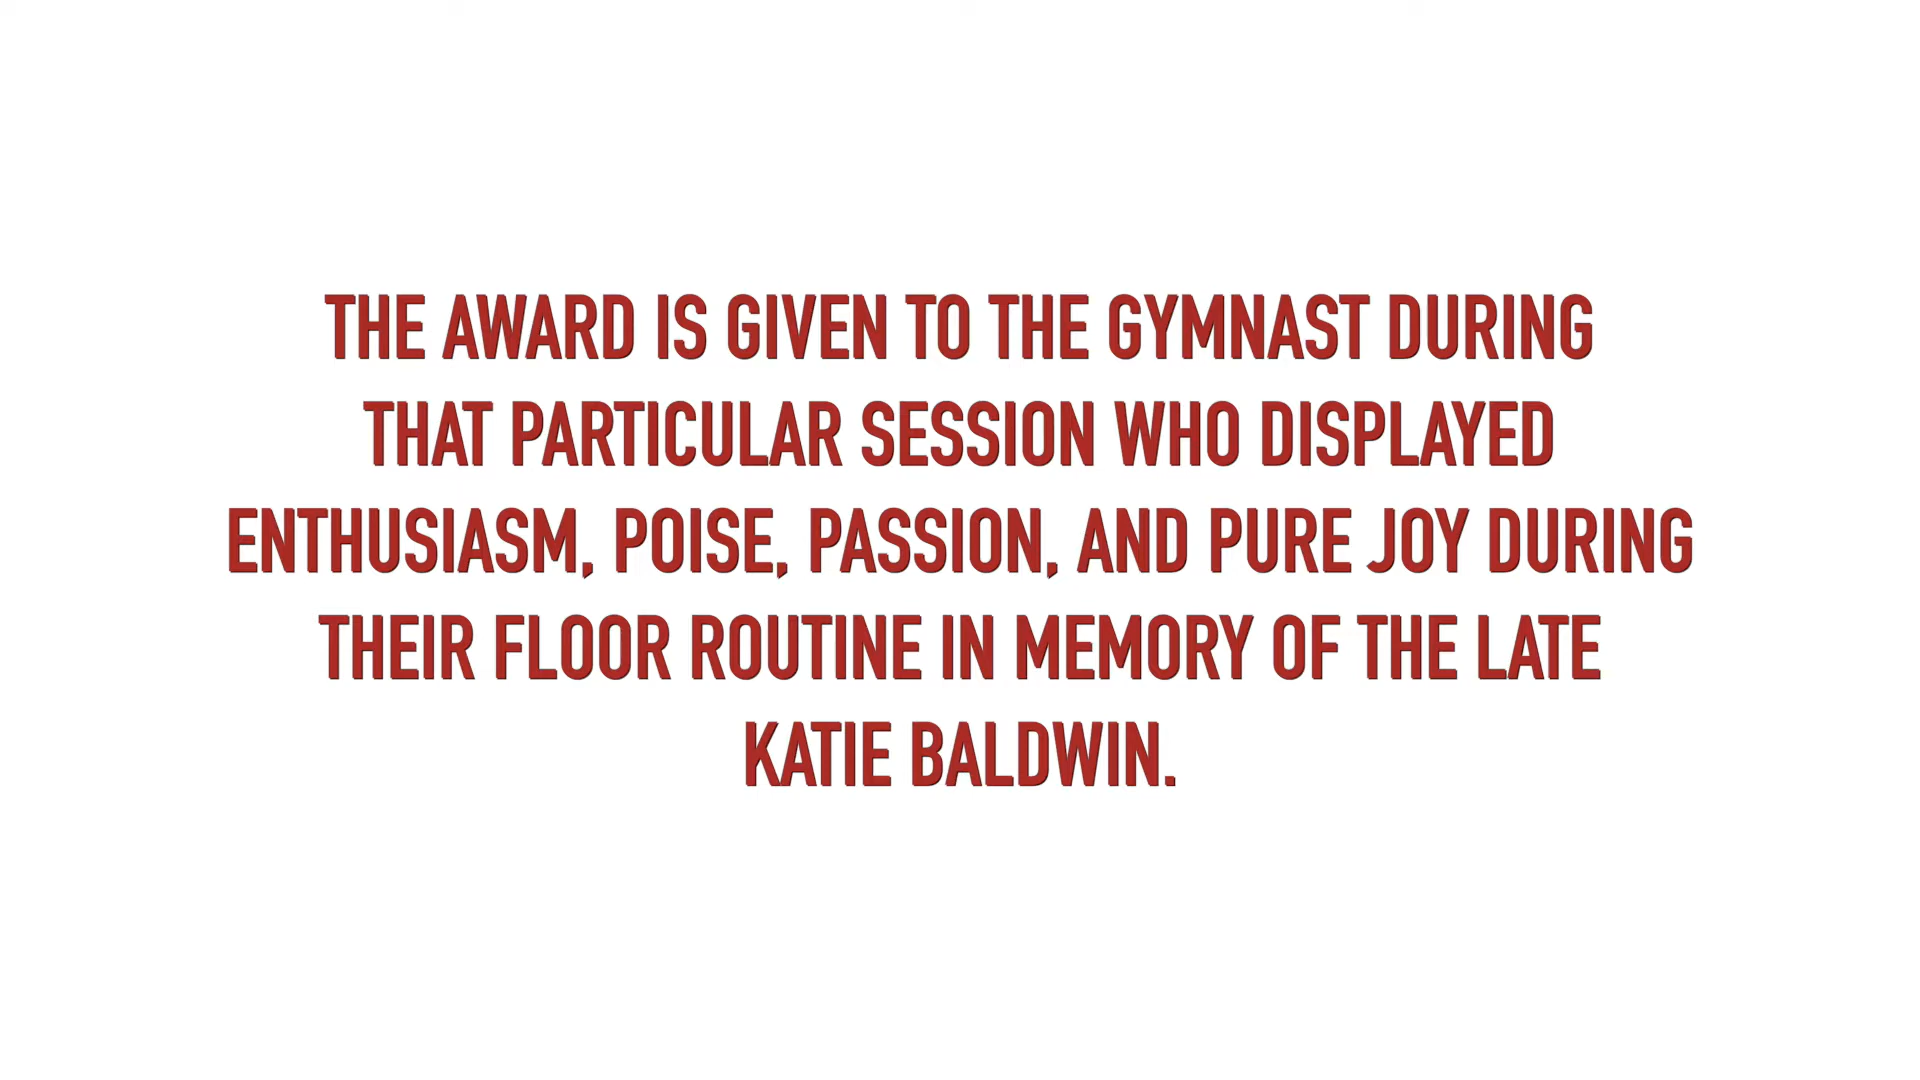 THE AWARD IS GIVEN TO THE GYMNAST DURING
THAT PARTICULAR SESSION WHO DISPLAYED
ENTHUSIASM, POISE, PASSION, AND PURE JOY DURING
THEIR FLOOR ROUTINE IN MEMORY OF THE LATE
KATIE BALDWIN.